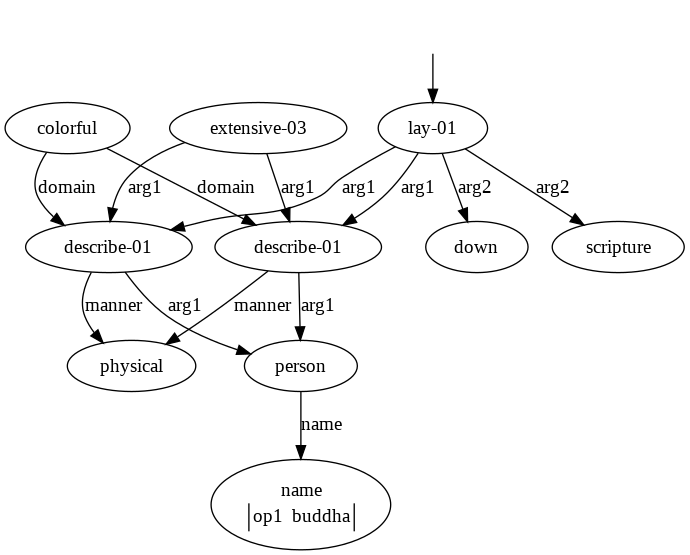 colorful extensive-03 lay-01
domain arg1 domain arg1 arg1 arg1 arg2 arg2
describe-01 describe-01 down scripture
manner arg1 manner arg1
physical person
name
name
op1 buddha